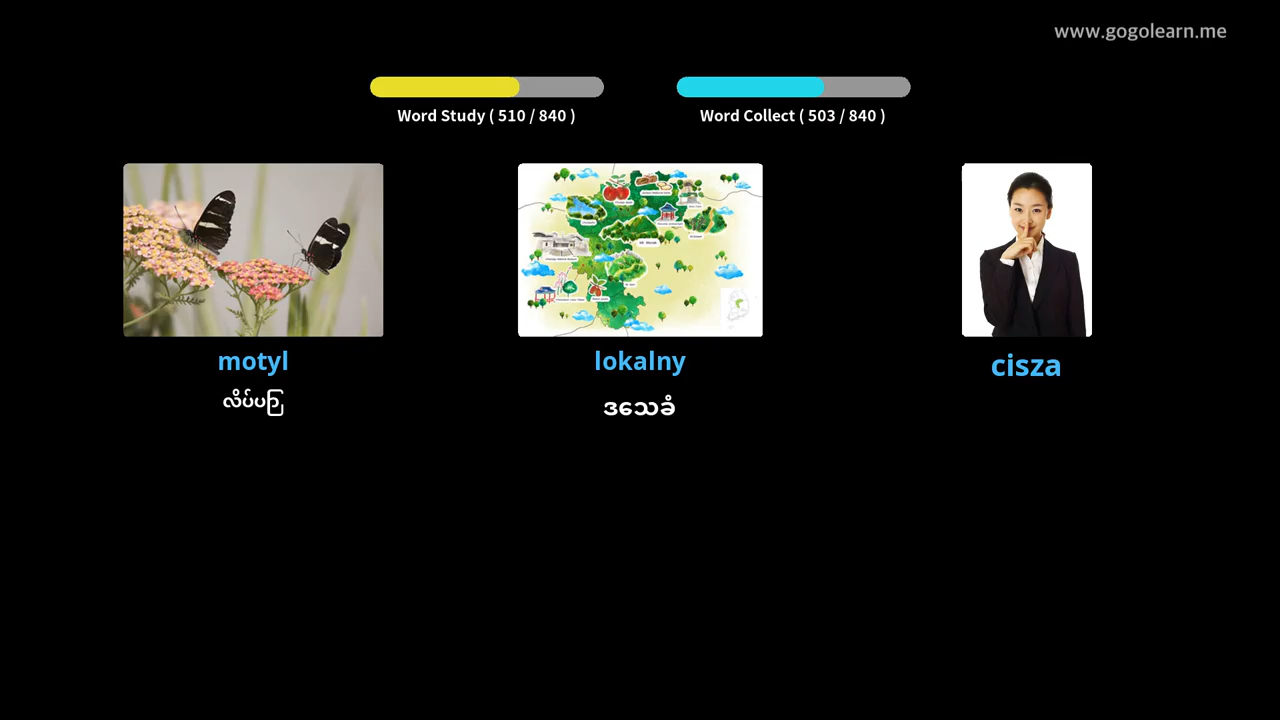 www.gogolearn.me
Word Study ( 510 / 840 )
Word Collect ( 503 / 840 )
motyl
lokalny
cisza
လိပ်ပြာ
ဒေသခံ